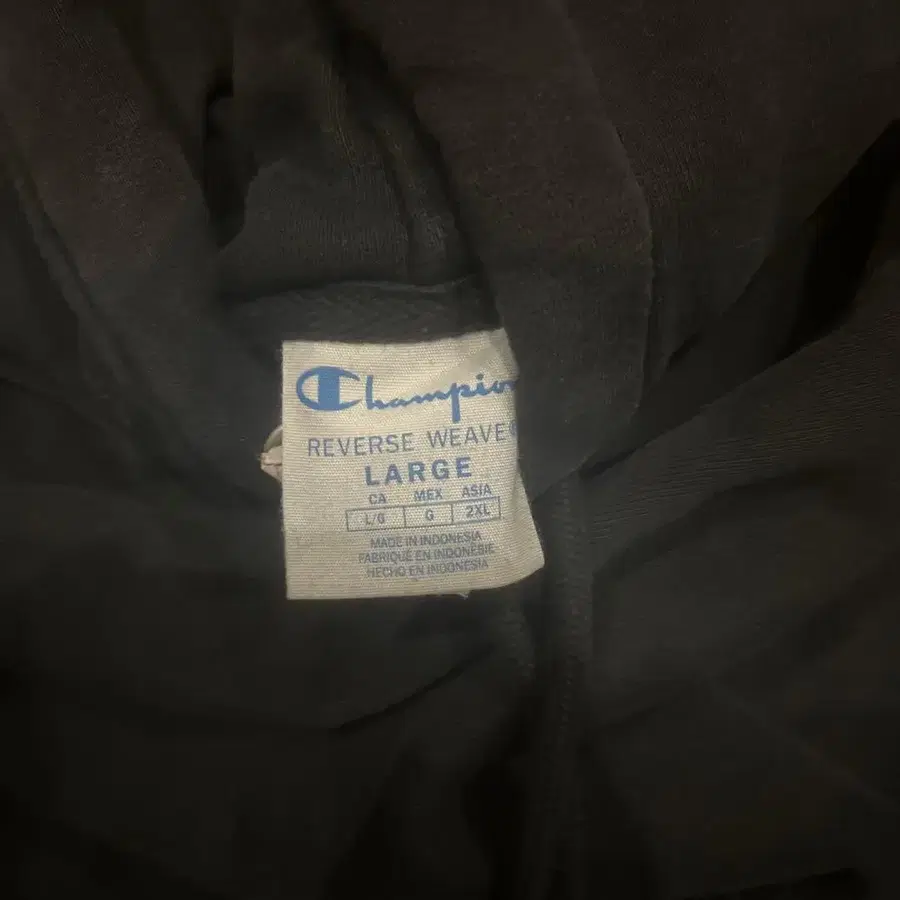 Champion
REVERSE WEAVE®
LARGE
CA MEX ASIA
L/G G 2XL
MADE IN INDONESIA
FABRIQUÉ EN INDONÉSIE
HECHO EN INDONESIA